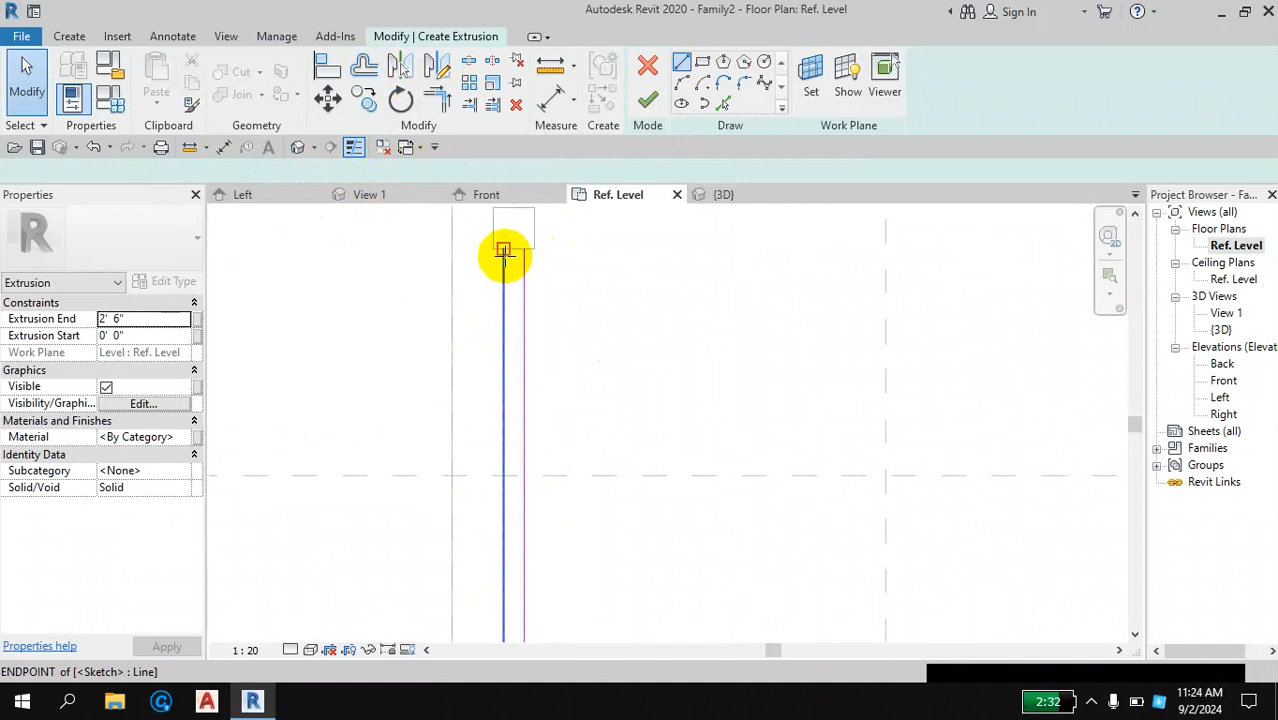 Autodesk Revit 2020 - Family2 - Floor Plan: Ref. Level
Sign In
File Create Insert Annotate View Manage Add-Ins Modify | Create Extrusion
Modify
Paste
Cut
Join
Set Show Viewer
Select Properties Clipboard Geometry Modify Measure Create Mode Draw Work Plane
Properties
Left View 1 Front Ref. Level {3D}
Project Browser - Fa...
R
Extrusion Edit Type
Constraints
Extrusion End 2' 6"
Extrusion Start 0' 0"
Work Plane Level : Ref. Level
Graphics
Visible
Visibility/Graphi... Edit...
Materials and Finishes
Material <By Category>
Identity Data
Subcategory <None>
Solid/Void Solid
Properties help Apply
2D
Views (all)
Floor Plans
Ref. Level
Ceiling Plans
Ref. Level
3D Views
View 1
{3D}
Elevations (Elevat
Back
Front
Left
Right
Sheets (all)
Families
Groups
Revit Links
1 : 20
ENDPOINT of [<Sketch> : Line]
2:32
11:24 AM
9/2/2024